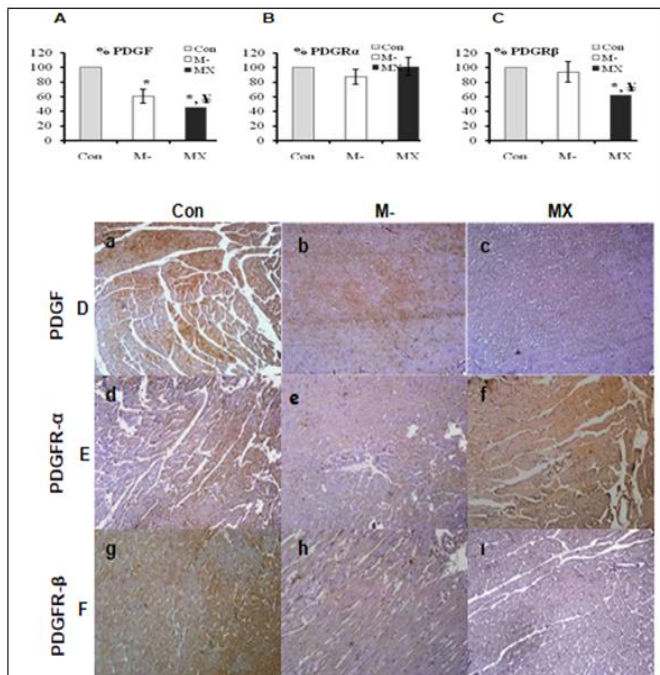 A B C
% PDGF
Con
M-
MX
120
100
80
60
40
20
0
*
*, ¥
Con M- MX
% PDGRα
Con
M-
MX
120
100
80
60
40
20
0
Con M- MX
% PDGRβ
Con
M-
MX
120
100
80
60
40
20
0
*, ¥
Con M- MX
Con M- MX
PDGF D a b c
PDGFR-α E d e f
PDGFR-β F g h i